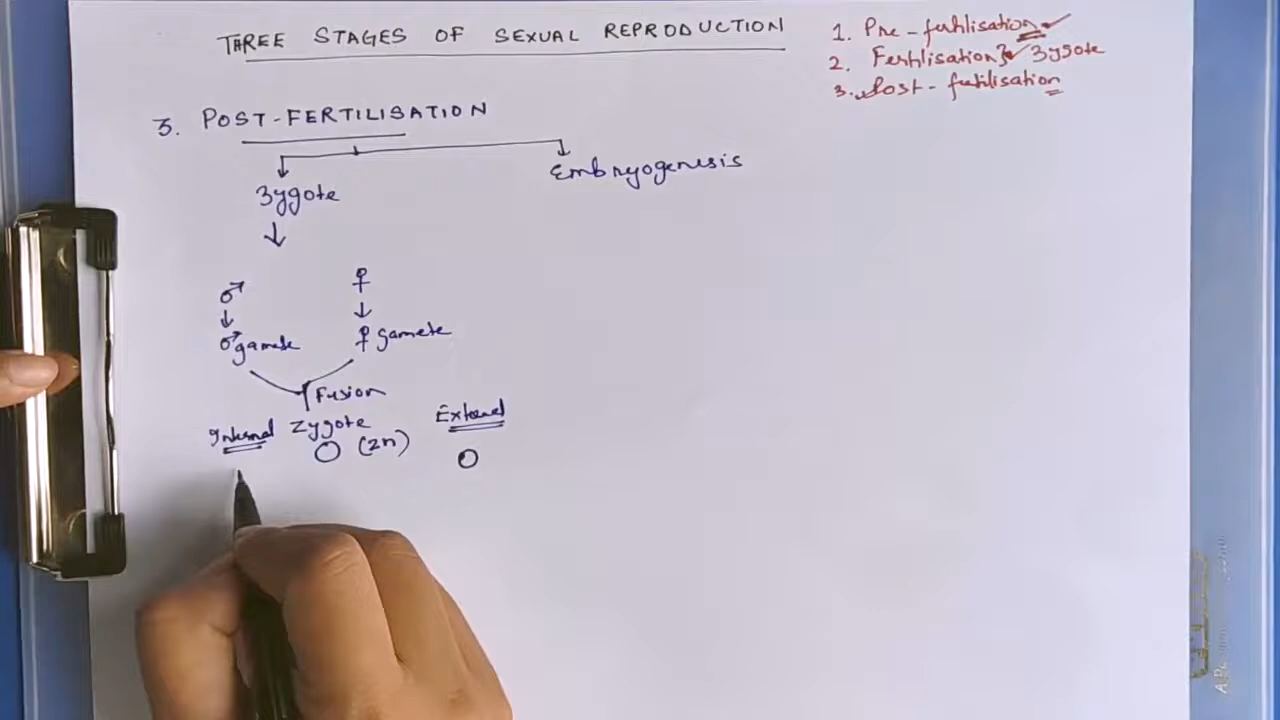 THREE STAGES OF SEXUAL REPRODUCTION
1. Pre-fertilisation ✓
2. Fertilisation} ✓ Zygote
3. Post-fertilisation
3. POST-FERTILISATION
Zygote
Embryogenesis
↓
♂ ♀
↓ ↓
♂gamete ♀gamete
Fusion
Internal Zygote External
(2n)